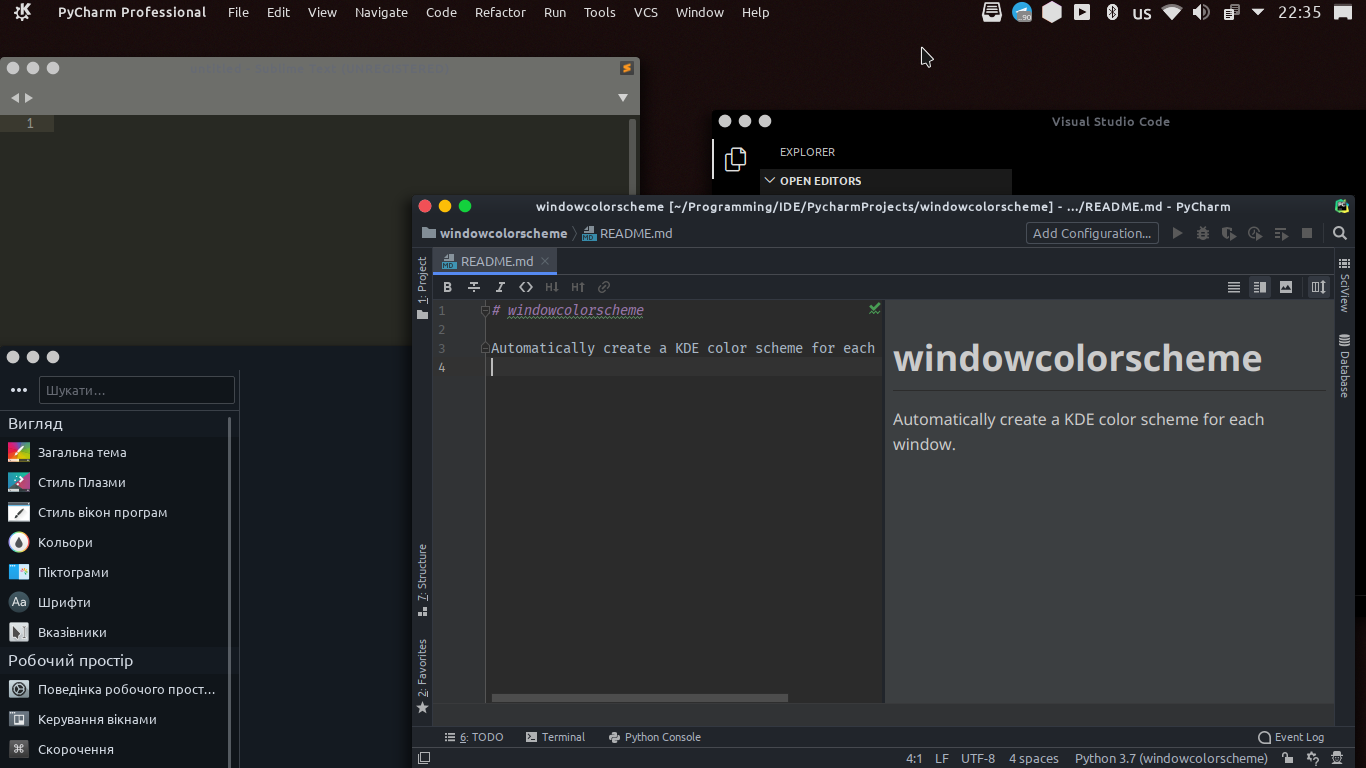 PyCharm Professional File Edit View Navigate Code Refactor Run Tools VCS Window Help
90 US 22:35
1
Visual Studio Code
EXPLORER
OPEN EDITORS
windowcolorscheme [~/Programming/IDE/PycharmProjects/windowcolorscheme] - .../README.md - PyCharm
windowcolorscheme README.md Add Configuration...
README.md
B I H↓ H↑
1: Project
7: Structure
2: Favorites
SciView
Database
1 # windowcolorscheme
2
3 Automatically create a KDE color scheme for each
4
windowcolorscheme
Automatically create a KDE color scheme for each
window.
6: TODO Terminal Python Console Event Log
4:1 LF UTF-8 4 spaces Python 3.7 (windowcolorscheme)
Шукати...
Вигляд
Загальна тема
Стиль Плазми
Стиль вікон програм
Кольори
Піктограми
Шрифти
Вказівники
Робочий простір
Поведінка робочого прост...
Керування вікнами
Скорочення